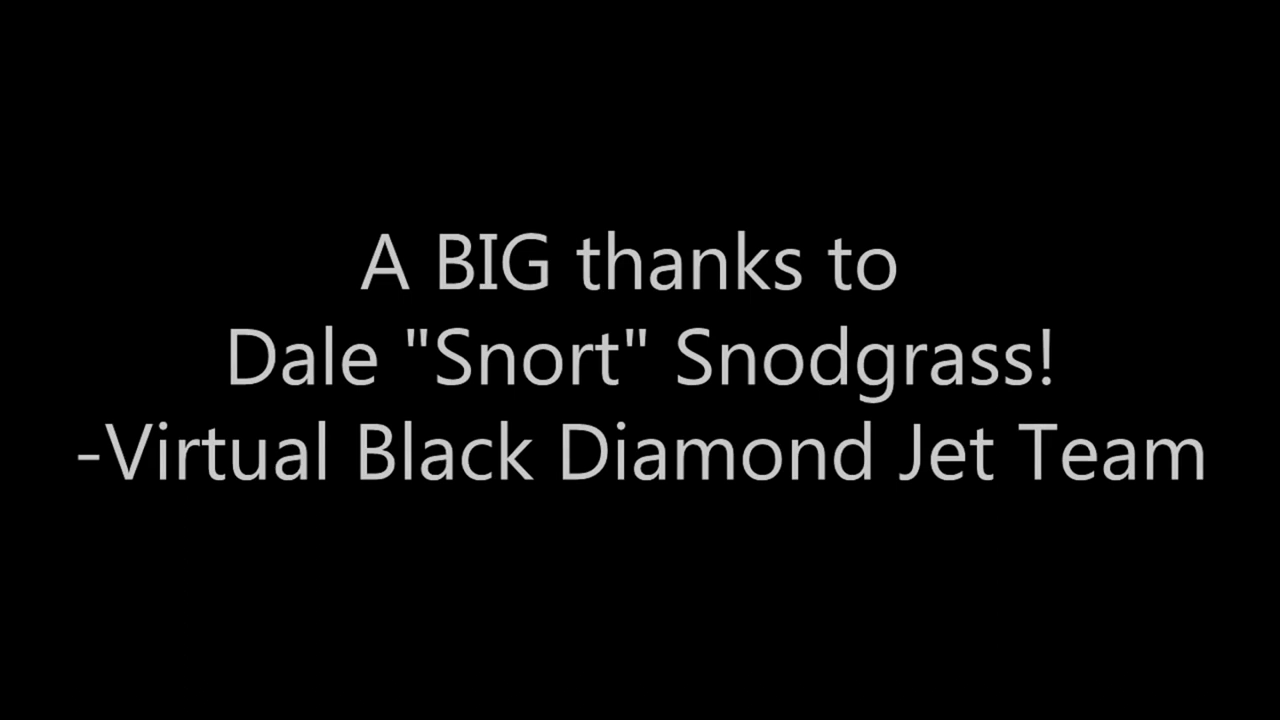 A BIG thanks to
Dale "Snort" Snodgrass!
-Virtual Black Diamond Jet Team